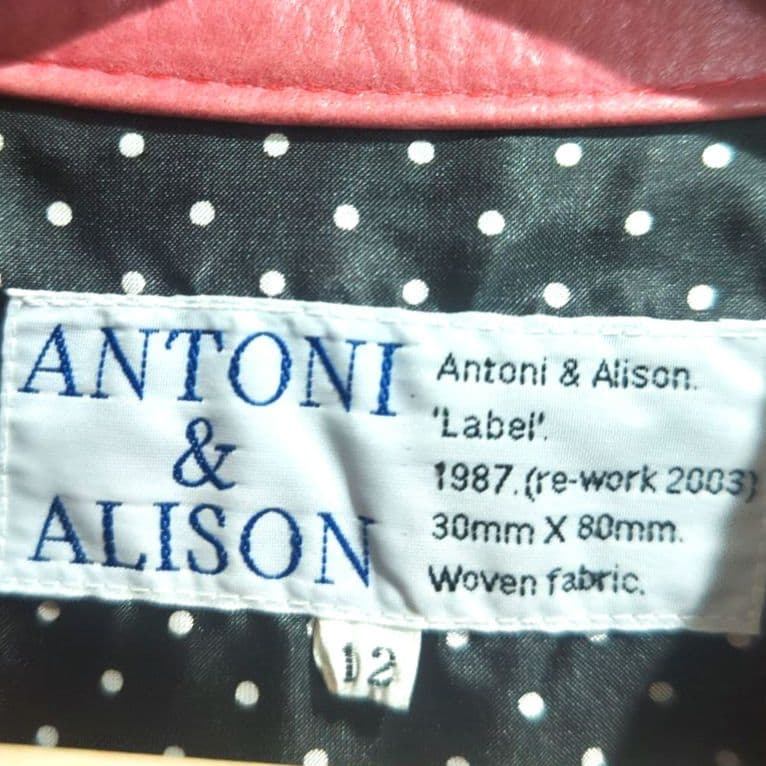 ANTONI
&
ALISON
Antoni & Alison.
'Label'.
1987.(re-work 2003)
30mm X 80mm.
Woven fabric.
12